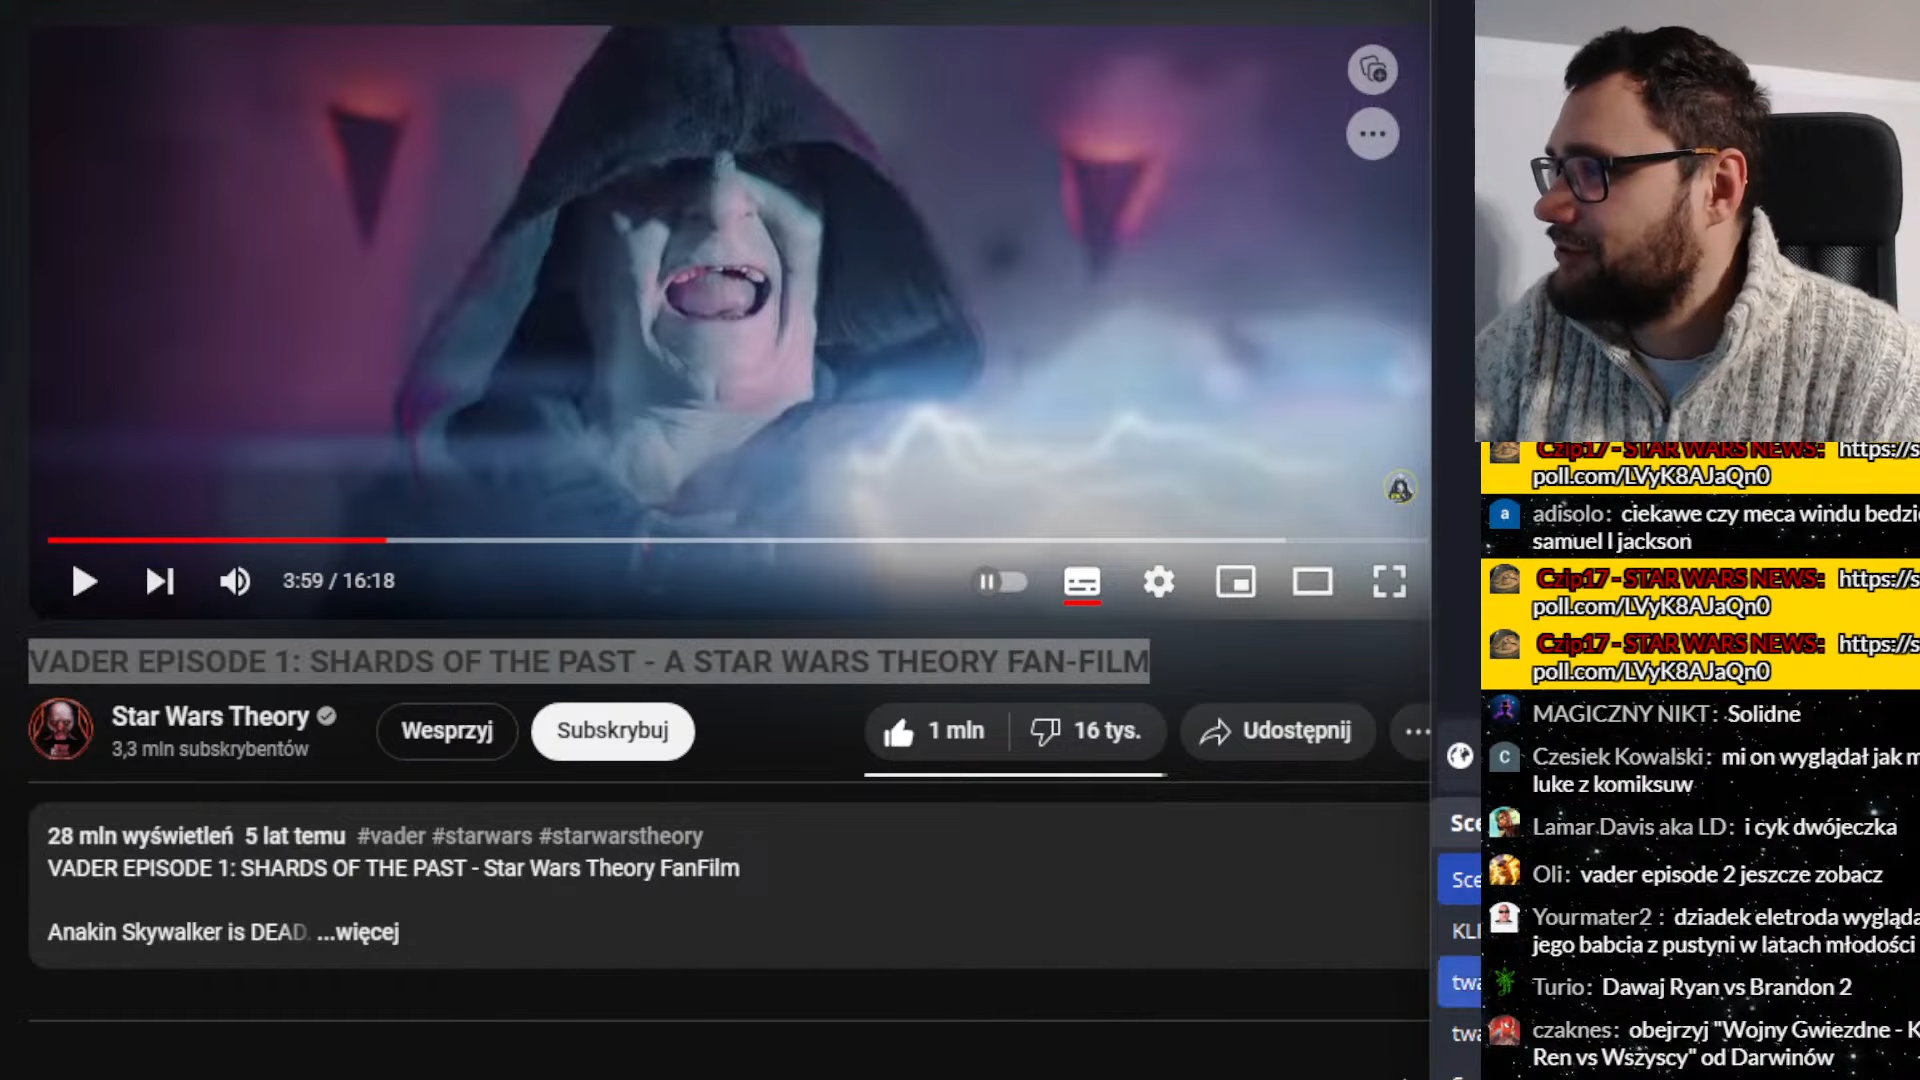 3:59 / 16:18
VADER EPISODE 1: SHARDS OF THE PAST - A STAR WARS THEORY FAN-FILM
Star Wars Theory
3,3 mln subskrybentów
Wesprzyj
Subskrybuj
1 mln
16 tys.
Udostępnij
28 mln wyświetleń 5 lat temu #vader #starwars #starwarstheory
VADER EPISODE 1: SHARDS OF THE PAST - Star Wars Theory FanFilm
Anakin Skywalker is DEAD. ...więcej
Sce
Sce
KLI
twa
twa
Czip17 - STAR WARS NEWS: https://s
poll.com/LVyK8AJaQn0
a
adisolo: ciekawe czy meca windu bedzie
samuel l jackson
Czip17 - STAR WARS NEWS: https://s
poll.com/LVyK8AJaQn0
Czip17 - STAR WARS NEWS: https://s
poll.com/LVyK8AJaQn0
MAGICZNY NIKT: Solidne
C
Czesiek Kowalski: mi on wyglądał jak m
luke z komiksuw
Lamar Davis aka LD: i cyk dwójeczka
Oli: vader episode 2 jeszcze zobacz
Yourmater2 : dziadek eletroda wygląda
jego babcia z pustyni w latach młodości
Turio: Dawaj Ryan vs Brandon 2
czaknes: obejrzyj "Wojny Gwiezdne - K
Ren vs Wszyscy" od Darwinów